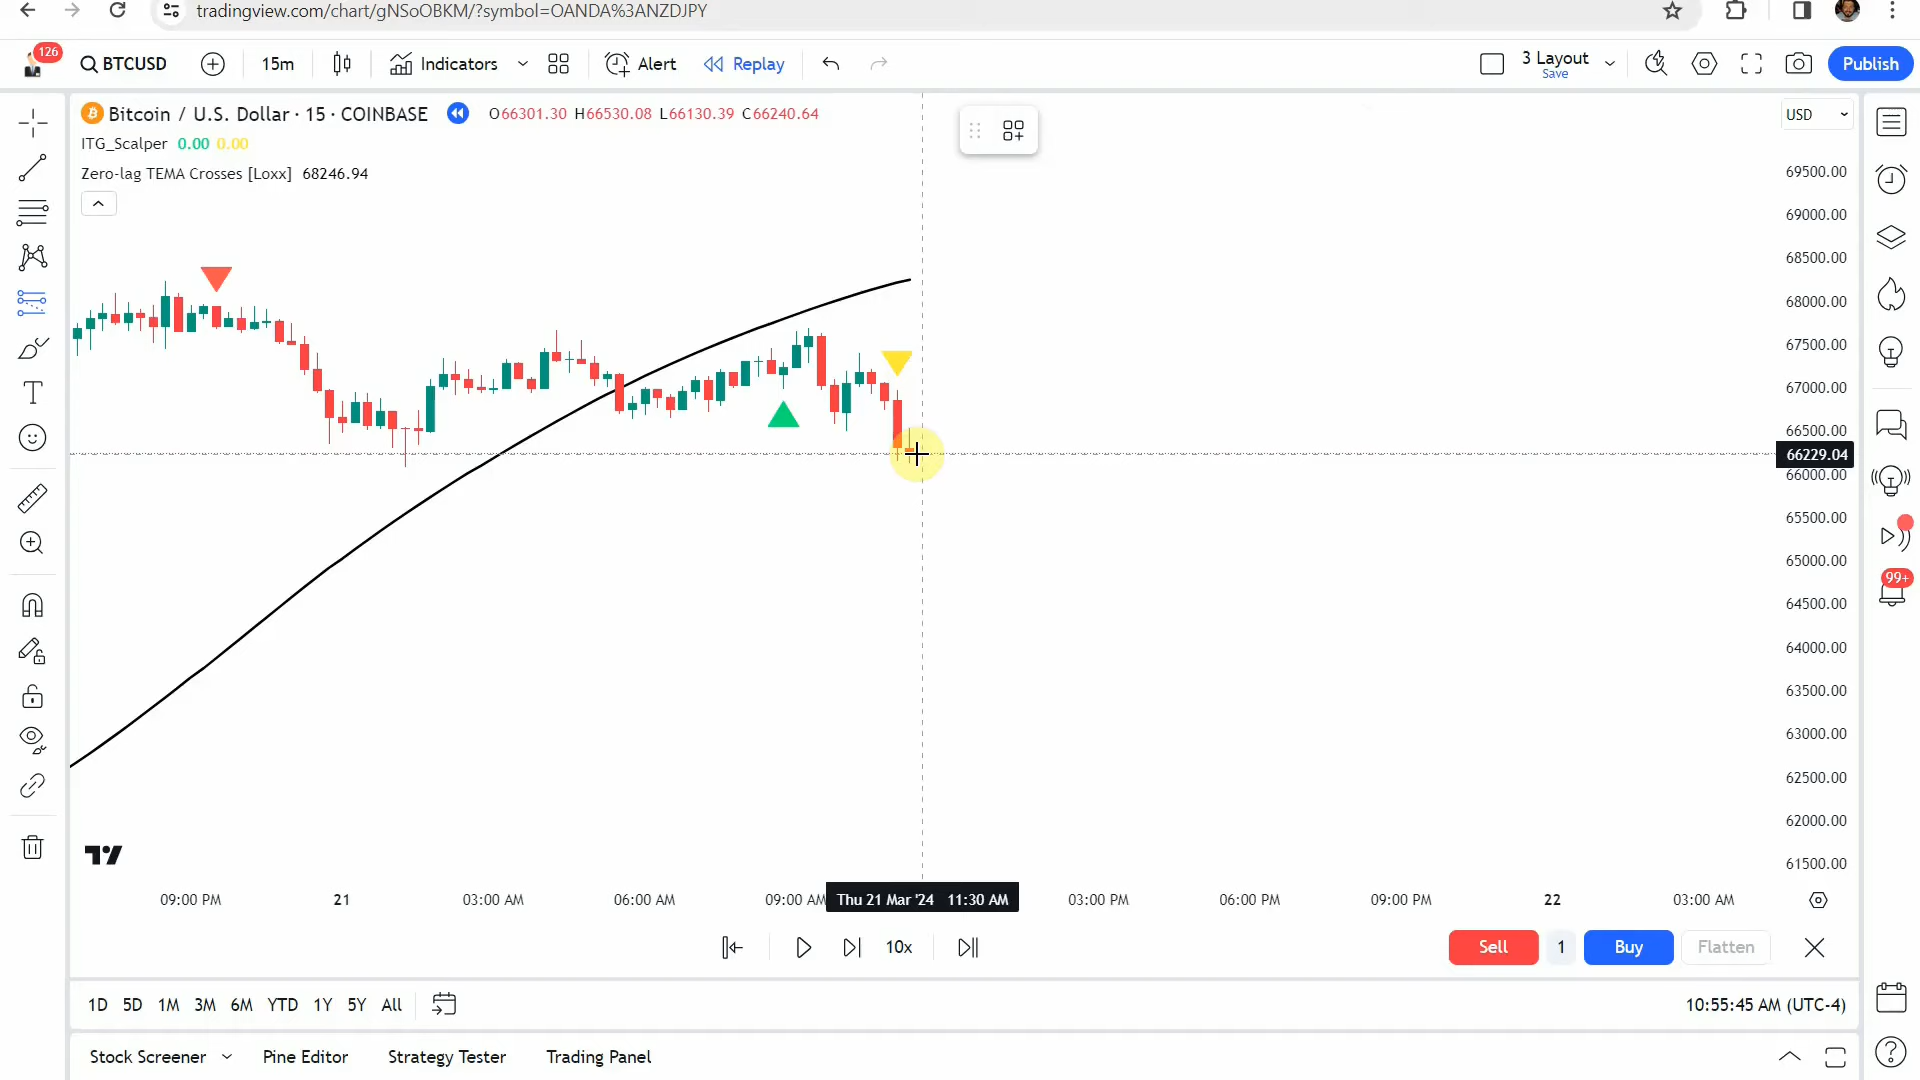 tradingview.com/chart/gNSoOBKM/?symbol=OANDA%3ANZDJPY
126
BTCUSD
15m
Indicators
Alert
Replay
3 Layout
Save
Publish
Bitcoin / U.S. Dollar · 15 · COINBASE
O66301.30 H66530.08 L66130.39 C66240.64
USD
ITG_Scalper 0.00 0.00
Zero-lag TEMA Crosses [Loxx] 68246.94
69500.00
69000.00
68500.00
68000.00
67500.00
67000.00
66500.00
66229.04
66000.00
65500.00
65000.00
64500.00
64000.00
63500.00
63000.00
62500.00
62000.00
61500.00
99+
09:00 PM
21
03:00 AM
06:00 AM
09:00 AM
Thu 21 Mar '24 11:30 AM
03:00 PM
06:00 PM
09:00 PM
22
03:00 AM
10x
Sell
1
Buy
Flatten
1D 5D 1M 3M 6M YTD 1Y 5Y All
10:55:45 AM (UTC-4)
Stock Screener
Pine Editor
Strategy Tester
Trading Panel